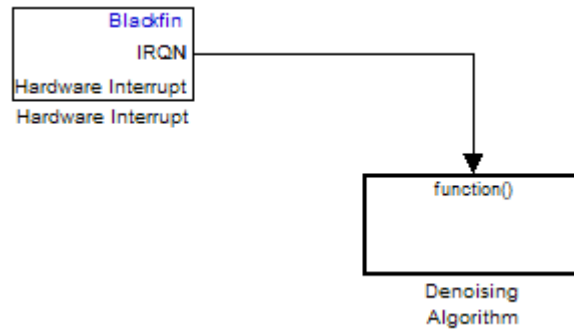 Blackfin
IRQN
Hardware Interrupt
Hardware Interrupt
function()
Denoising
Algorithm